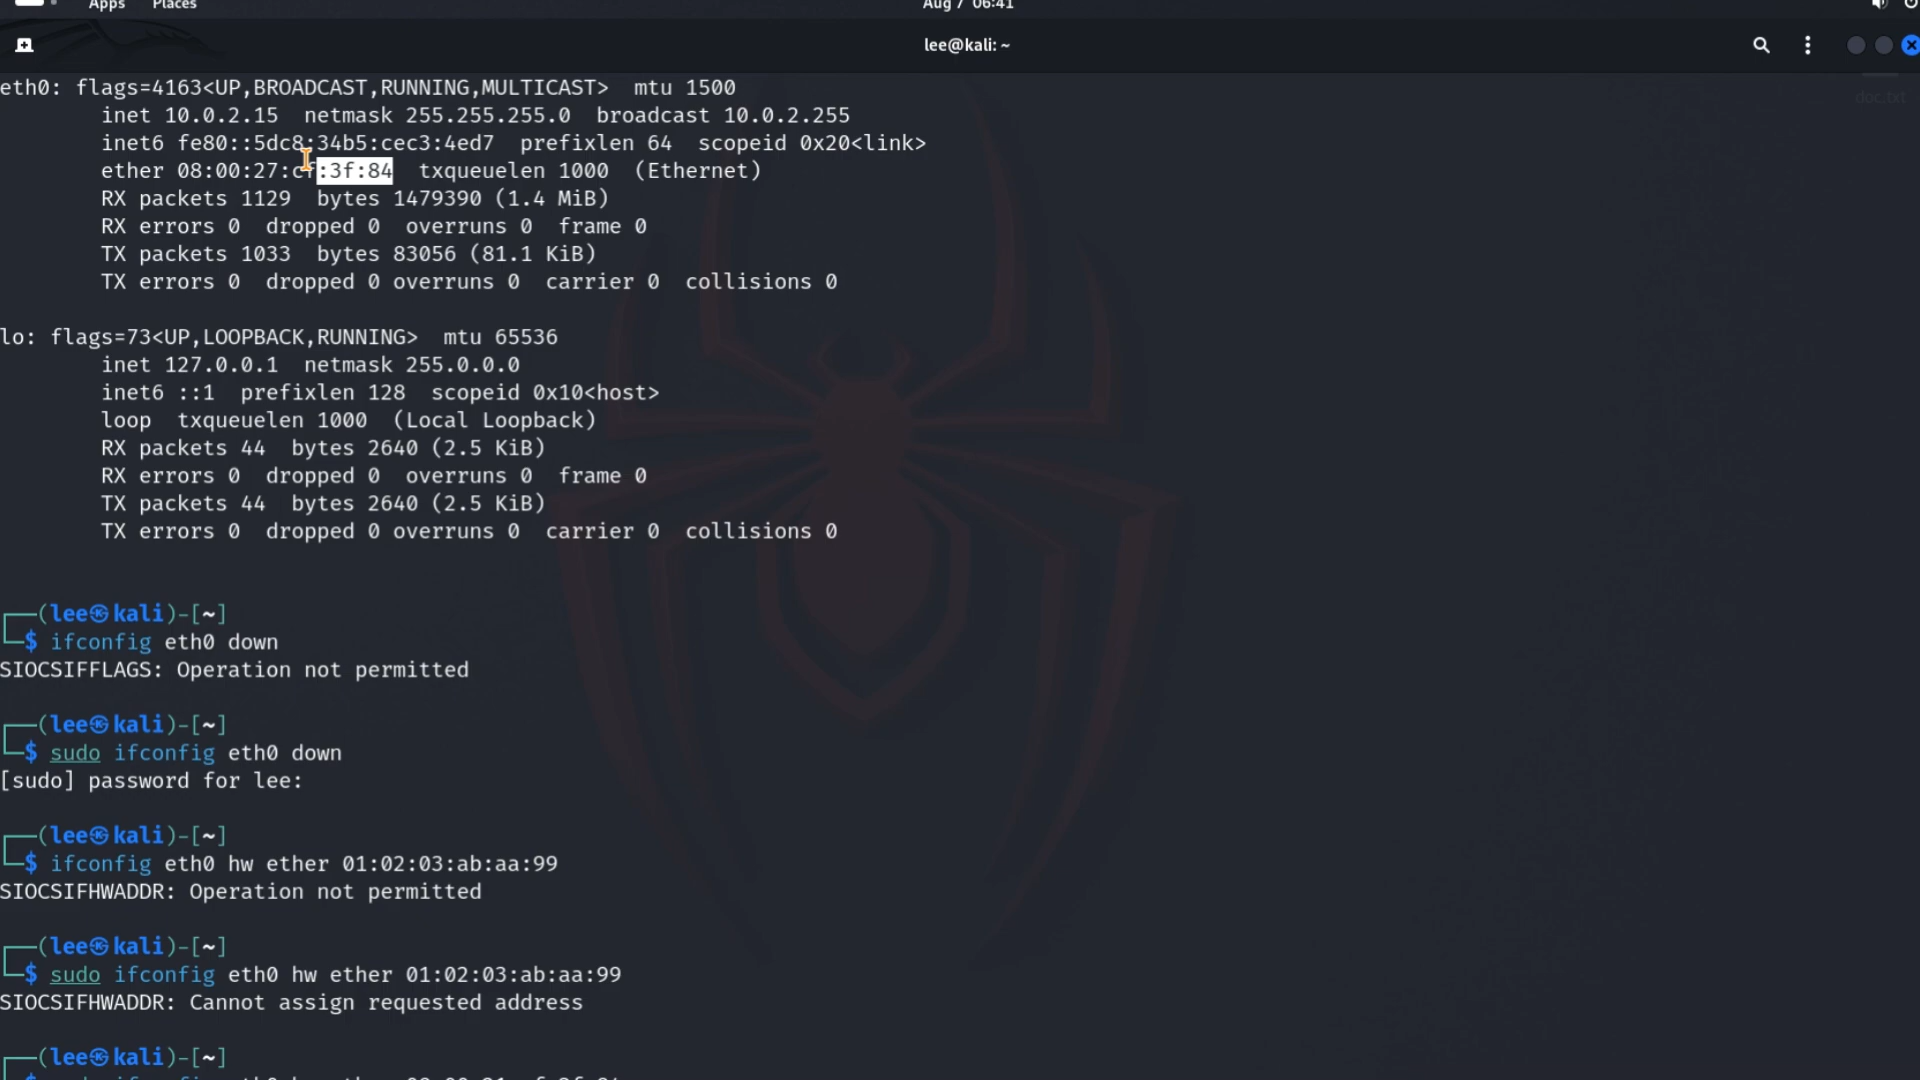 Apps Places Aug 7 06:41
lee@kali: ~
doc.txt
eth0: flags=4163<UP,BROADCAST,RUNNING,MULTICAST>  mtu 1500
        inet 10.0.2.15  netmask 255.255.255.0  broadcast 10.0.2.255
        inet6 fe80::5dc8:34b5:cec3:4ed7  prefixlen 64  scopeid 0x20<link>
        ether 08:00:27:cf:3f:84  txqueuelen 1000  (Ethernet)
        RX packets 1129  bytes 1479390 (1.4 MiB)
        RX errors 0  dropped 0  overruns 0  frame 0
        TX packets 1033  bytes 83056 (81.1 KiB)
        TX errors 0  dropped 0 overruns 0  carrier 0  collisions 0
lo: flags=73<UP,LOOPBACK,RUNNING>  mtu 65536
        inet 127.0.0.1  netmask 255.0.0.0
        inet6 ::1  prefixlen 128  scopeid 0x10<host>
        loop  txqueuelen 1000  (Local Loopback)
        RX packets 44  bytes 2640 (2.5 KiB)
        RX errors 0  dropped 0  overruns 0  frame 0
        TX packets 44  bytes 2640 (2.5 KiB)
        TX errors 0  dropped 0 overruns 0  carrier 0  collisions 0
┌──(lee㉿kali)-[~]
└─$ ifconfig eth0 down
SIOCSIFFLAGS: Operation not permitted
┌──(lee㉿kali)-[~]
└─$ sudo ifconfig eth0 down
[sudo] password for lee:
┌──(lee㉿kali)-[~]
└─$ ifconfig eth0 hw ether 01:02:03:ab:aa:99
SIOCSIFHWADDR: Operation not permitted
┌──(lee㉿kali)-[~]
└─$ sudo ifconfig eth0 hw ether 01:02:03:ab:aa:99
SIOCSIFHWADDR: Cannot assign requested address
┌──(lee㉿kali)-[~]
└─$ sudo ifconfig eth0 hw ether